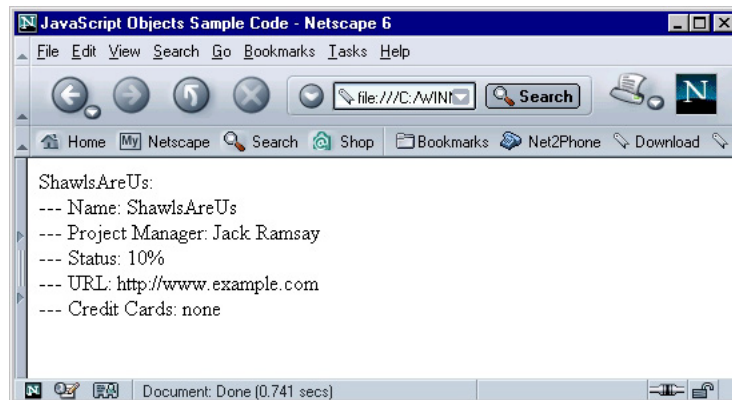 JavaScript Objects Sample Code - Netscape 6
File Edit View Search Go Bookmarks Tasks Help
file:///C:/WINN Search N
Home My Netscape Search Shop Bookmarks Net2Phone Download
ShawlsAreUs:
--- Name: ShawlsAreUs
--- Project Manager: Jack Ramsay
--- Status: 10%
--- URL: http://www.example.com
--- Credit Cards: none
Document: Done (0.741 secs)